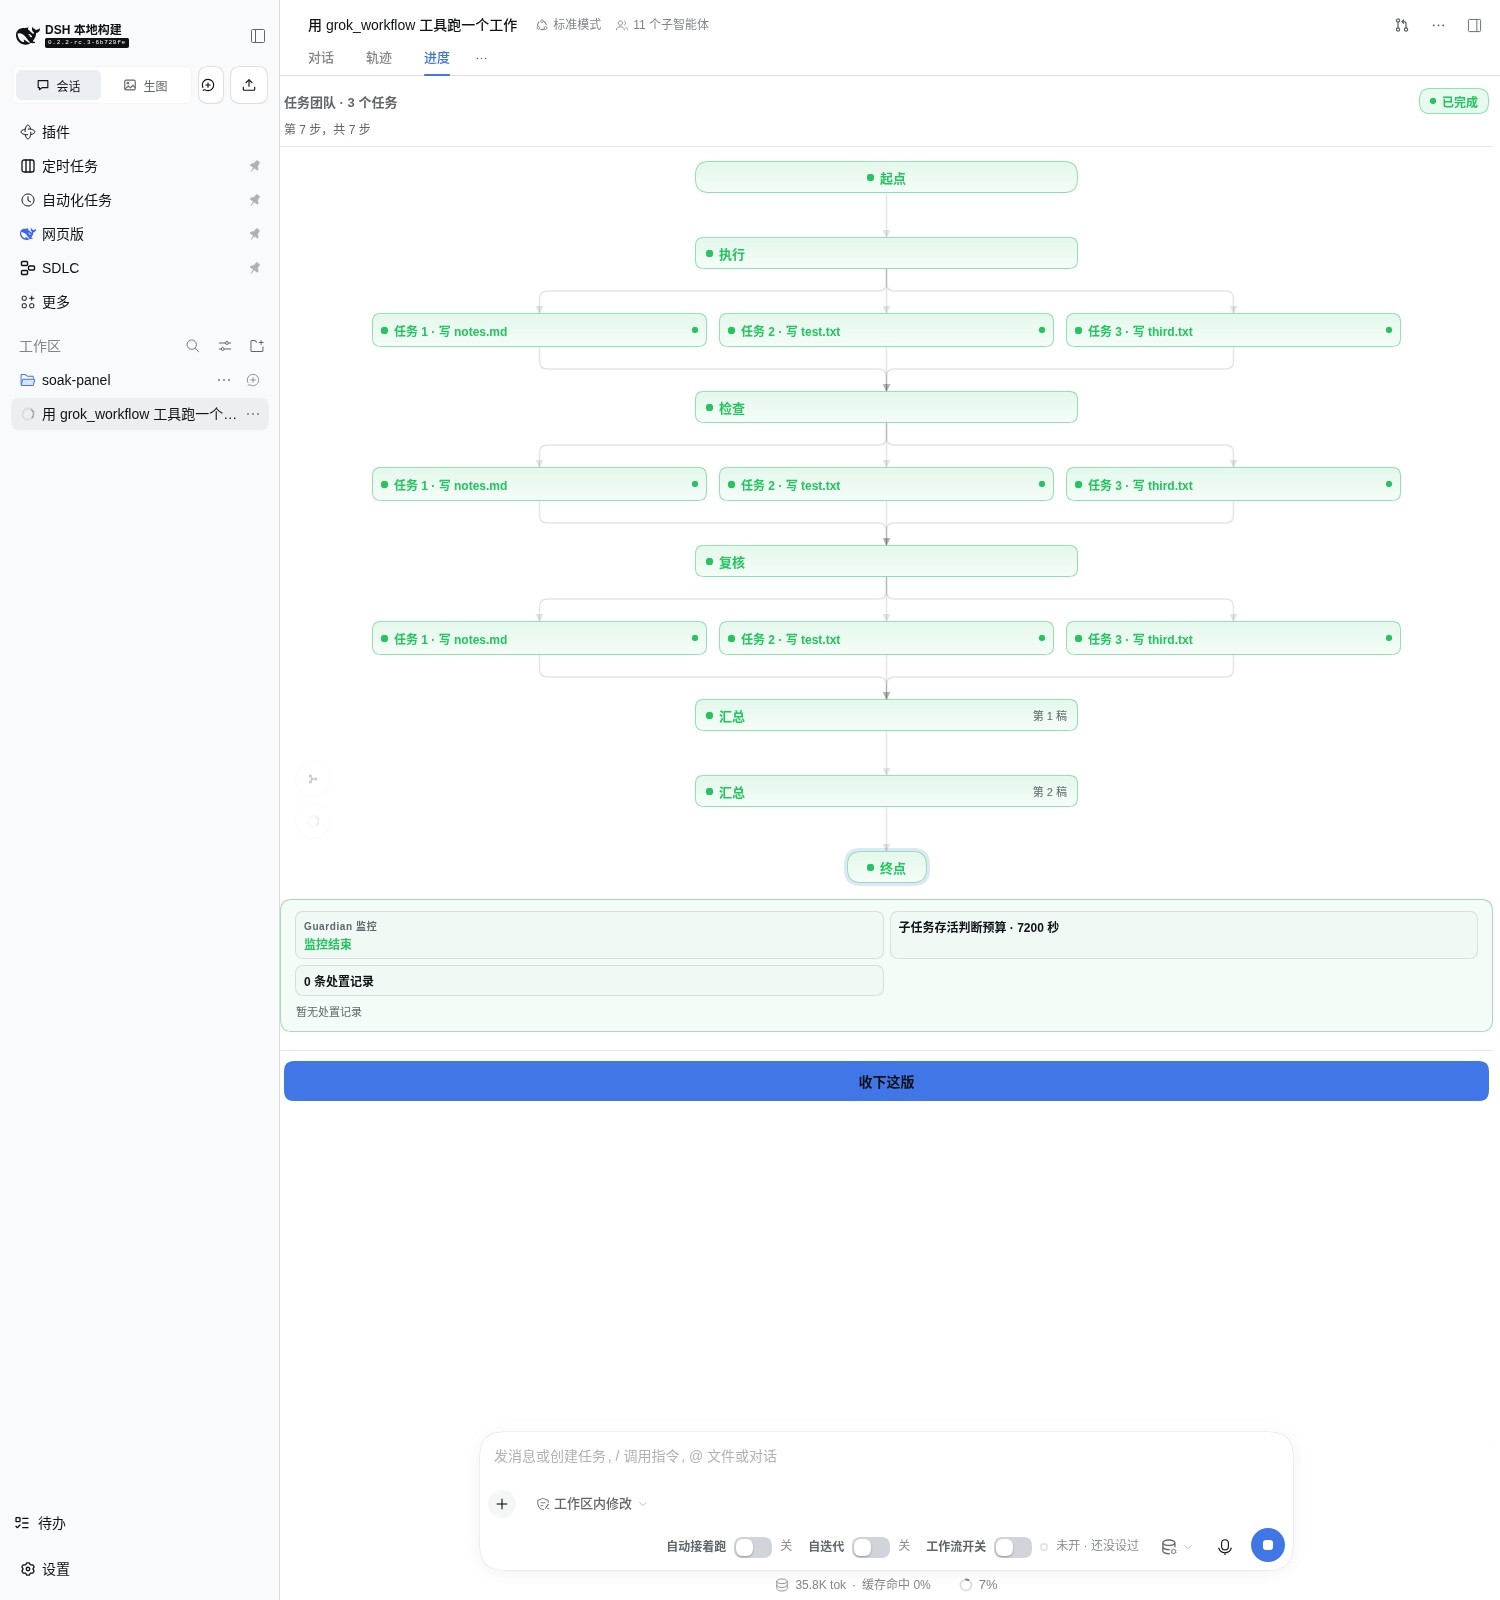 DSH 本地构建
0.2.2-rc.3-6b729fe
会话
生图
插件
定时任务
自动化任务
网页版
SDLC
更多
工作区
soak-panel
用 grok_workflow 工具跑一个…
待办
设置
用 grok_workflow 工具跑一个工作
标准模式
11 个子智能体
对话
轨迹
进度
任务团队 · 3 个任务
已完成
第 7 步，共 7 步
起点
执行
任务 1 · 写 notes.md
任务 2 · 写 test.txt
任务 3 · 写 third.txt
检查
任务 1 · 写 notes.md
任务 2 · 写 test.txt
任务 3 · 写 third.txt
复核
任务 1 · 写 notes.md
任务 2 · 写 test.txt
任务 3 · 写 third.txt
汇总
第 1 稿
汇总
第 2 稿
终点
Guardian 监控
监控结束
子任务存活判断预算 · 7200 秒
0 条处置记录
暂无处置记录
收下这版
发消息或创建任务, / 调用指令, @ 文件或对话
工作区内修改
自动接着跑
关
自迭代
关
工作流开关
未开 · 还没设过
35.8K tok · 缓存命中 0%
7%